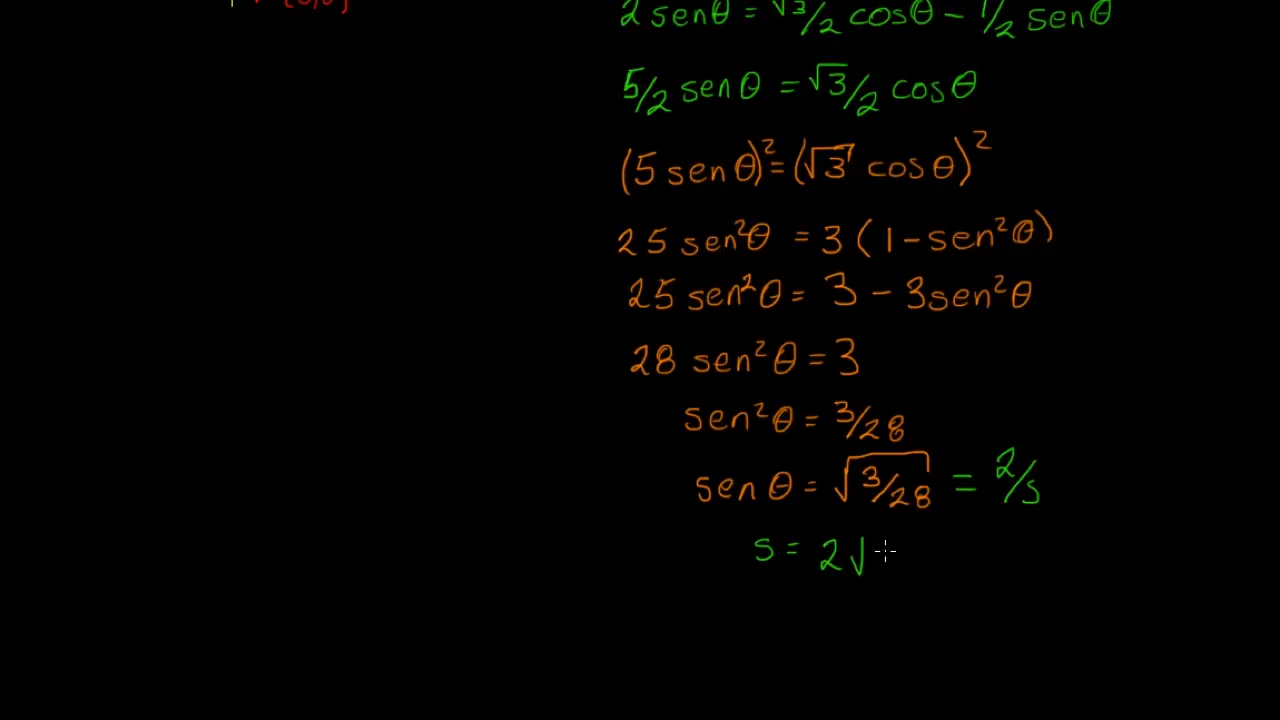 2 senθ = √3/2 cosθ - 1/2 senθ
5/2 senθ = √3/2 cosθ
(5 senθ)² = (√3 cosθ)²
25 sen²θ = 3(1 - sen²θ)
25 sen²θ = 3 - 3sen²θ
28 sen²θ = 3
sen²θ = 3/28
senθ = √3/28 = 2/s
s = 2√